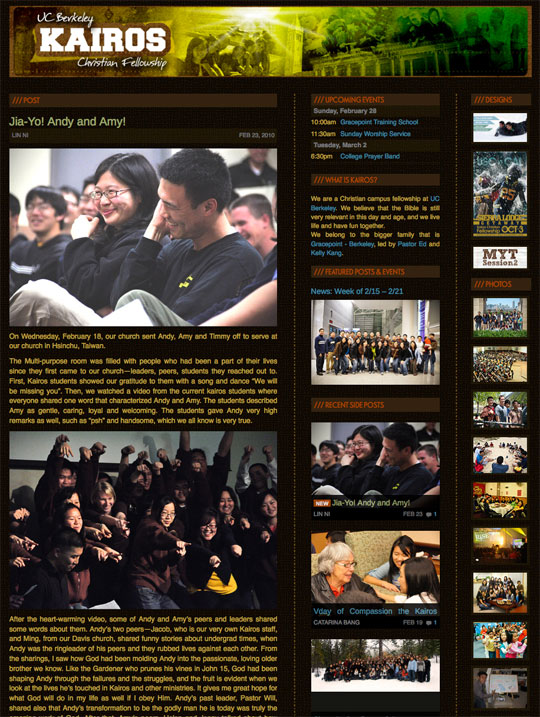 UC Berkeley
KAIROS
Christian Fellowship
/// POST
Jia-Yo! Andy and Amy!
LIN NI FEB 23, 2010
On Wednesday, February 18, our church sent Andy, Amy and Timmy off to serve at
our church in Hsinchu, Taiwan.
The Multi-purpose room was filled with people who had been a part of their lives
since they first came to our church—leaders, peers, students they reached out to.
First, Kairos students showed our gratitude to them with a song and dance "We will
be missing you". Then, we watched a video from the current kairos students where
everyone shared one word that characterized Andy and Amy. The students described
Amy as gentle, caring, loyal and welcoming. The students gave Andy very high
remarks as well, such as "psh" and handsome, which we all know is very true.
After the heart-warming video, some of Andy and Amy's peers and leaders shared
some words about them. Andy's two peers—Jacob, who is our very own Kairos staff,
and Ming, from our Davis church, shared funny stories about undergrad times, when
Andy was the ringleader of his peers and they rubbed lives against each other. From
the sharings, I saw how God had been molding Andy into the passionate, loving older
brother we know. Like the Gardener who prunes his vines in John 15, God had been
shaping Andy through the failures and the struggles, and the fruit is evident when we
look at the lives he's touched in Kairos and other ministries. It gives me great hope for
what God will do in my life as well if I obey Him. Andy's past leader, Pastor Will,
shared also that Andy's transformation to be the godly man he is today was truly the
/// UPCOMING EVENTS
Sunday, February 28
10:00am Gracepoint Training School
11:30am Sunday Worship Service
Tuesday, March 2
6:30pm College Prayer Band
/// WHAT IS KAIROS?
We are a Christian campus fellowship at UC
Berkeley. We believe that the Bible is still
very relevant in this day and age, and we live
life and have fun together.
We belong to the bigger family that is
Gracepoint - Berkeley, led by Pastor Ed and
Kelly Kang.
/// FEATURED POSTS & EVENTS
News: Week of 2/15 – 2/21
/// RECENT SIDE POSTS
NEW Jia-Yo! Andy and Amy!
LIN NI FEB 23 1
Vday of Compassion the Kairos
CATARINA BANG FEB 19 1
/// DESIGNS
SIERRA LODGE
GETAWAY
OCT 3
MYT
Session2
/// PHOTOS